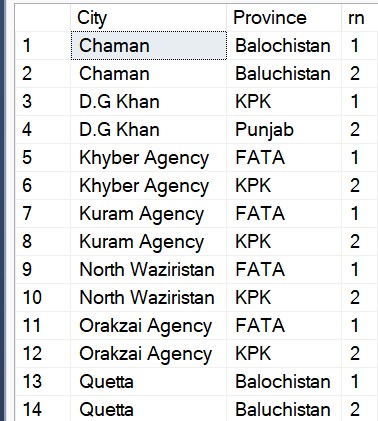 City Province rn
1 Chaman Balochistan 1
2 Chaman Baluchistan 2
3 D.G Khan KPK 1
4 D.G Khan Punjab 2
5 Khyber Agency FATA 1
6 Khyber Agency KPK 2
7 Kuram Agency FATA 1
8 Kuram Agency KPK 2
9 North Waziristan FATA 1
10 North Waziristan KPK 2
11 Orakzai Agency FATA 1
12 Orakzai Agency KPK 2
13 Quetta Balochistan 1
14 Quetta Baluchistan 2